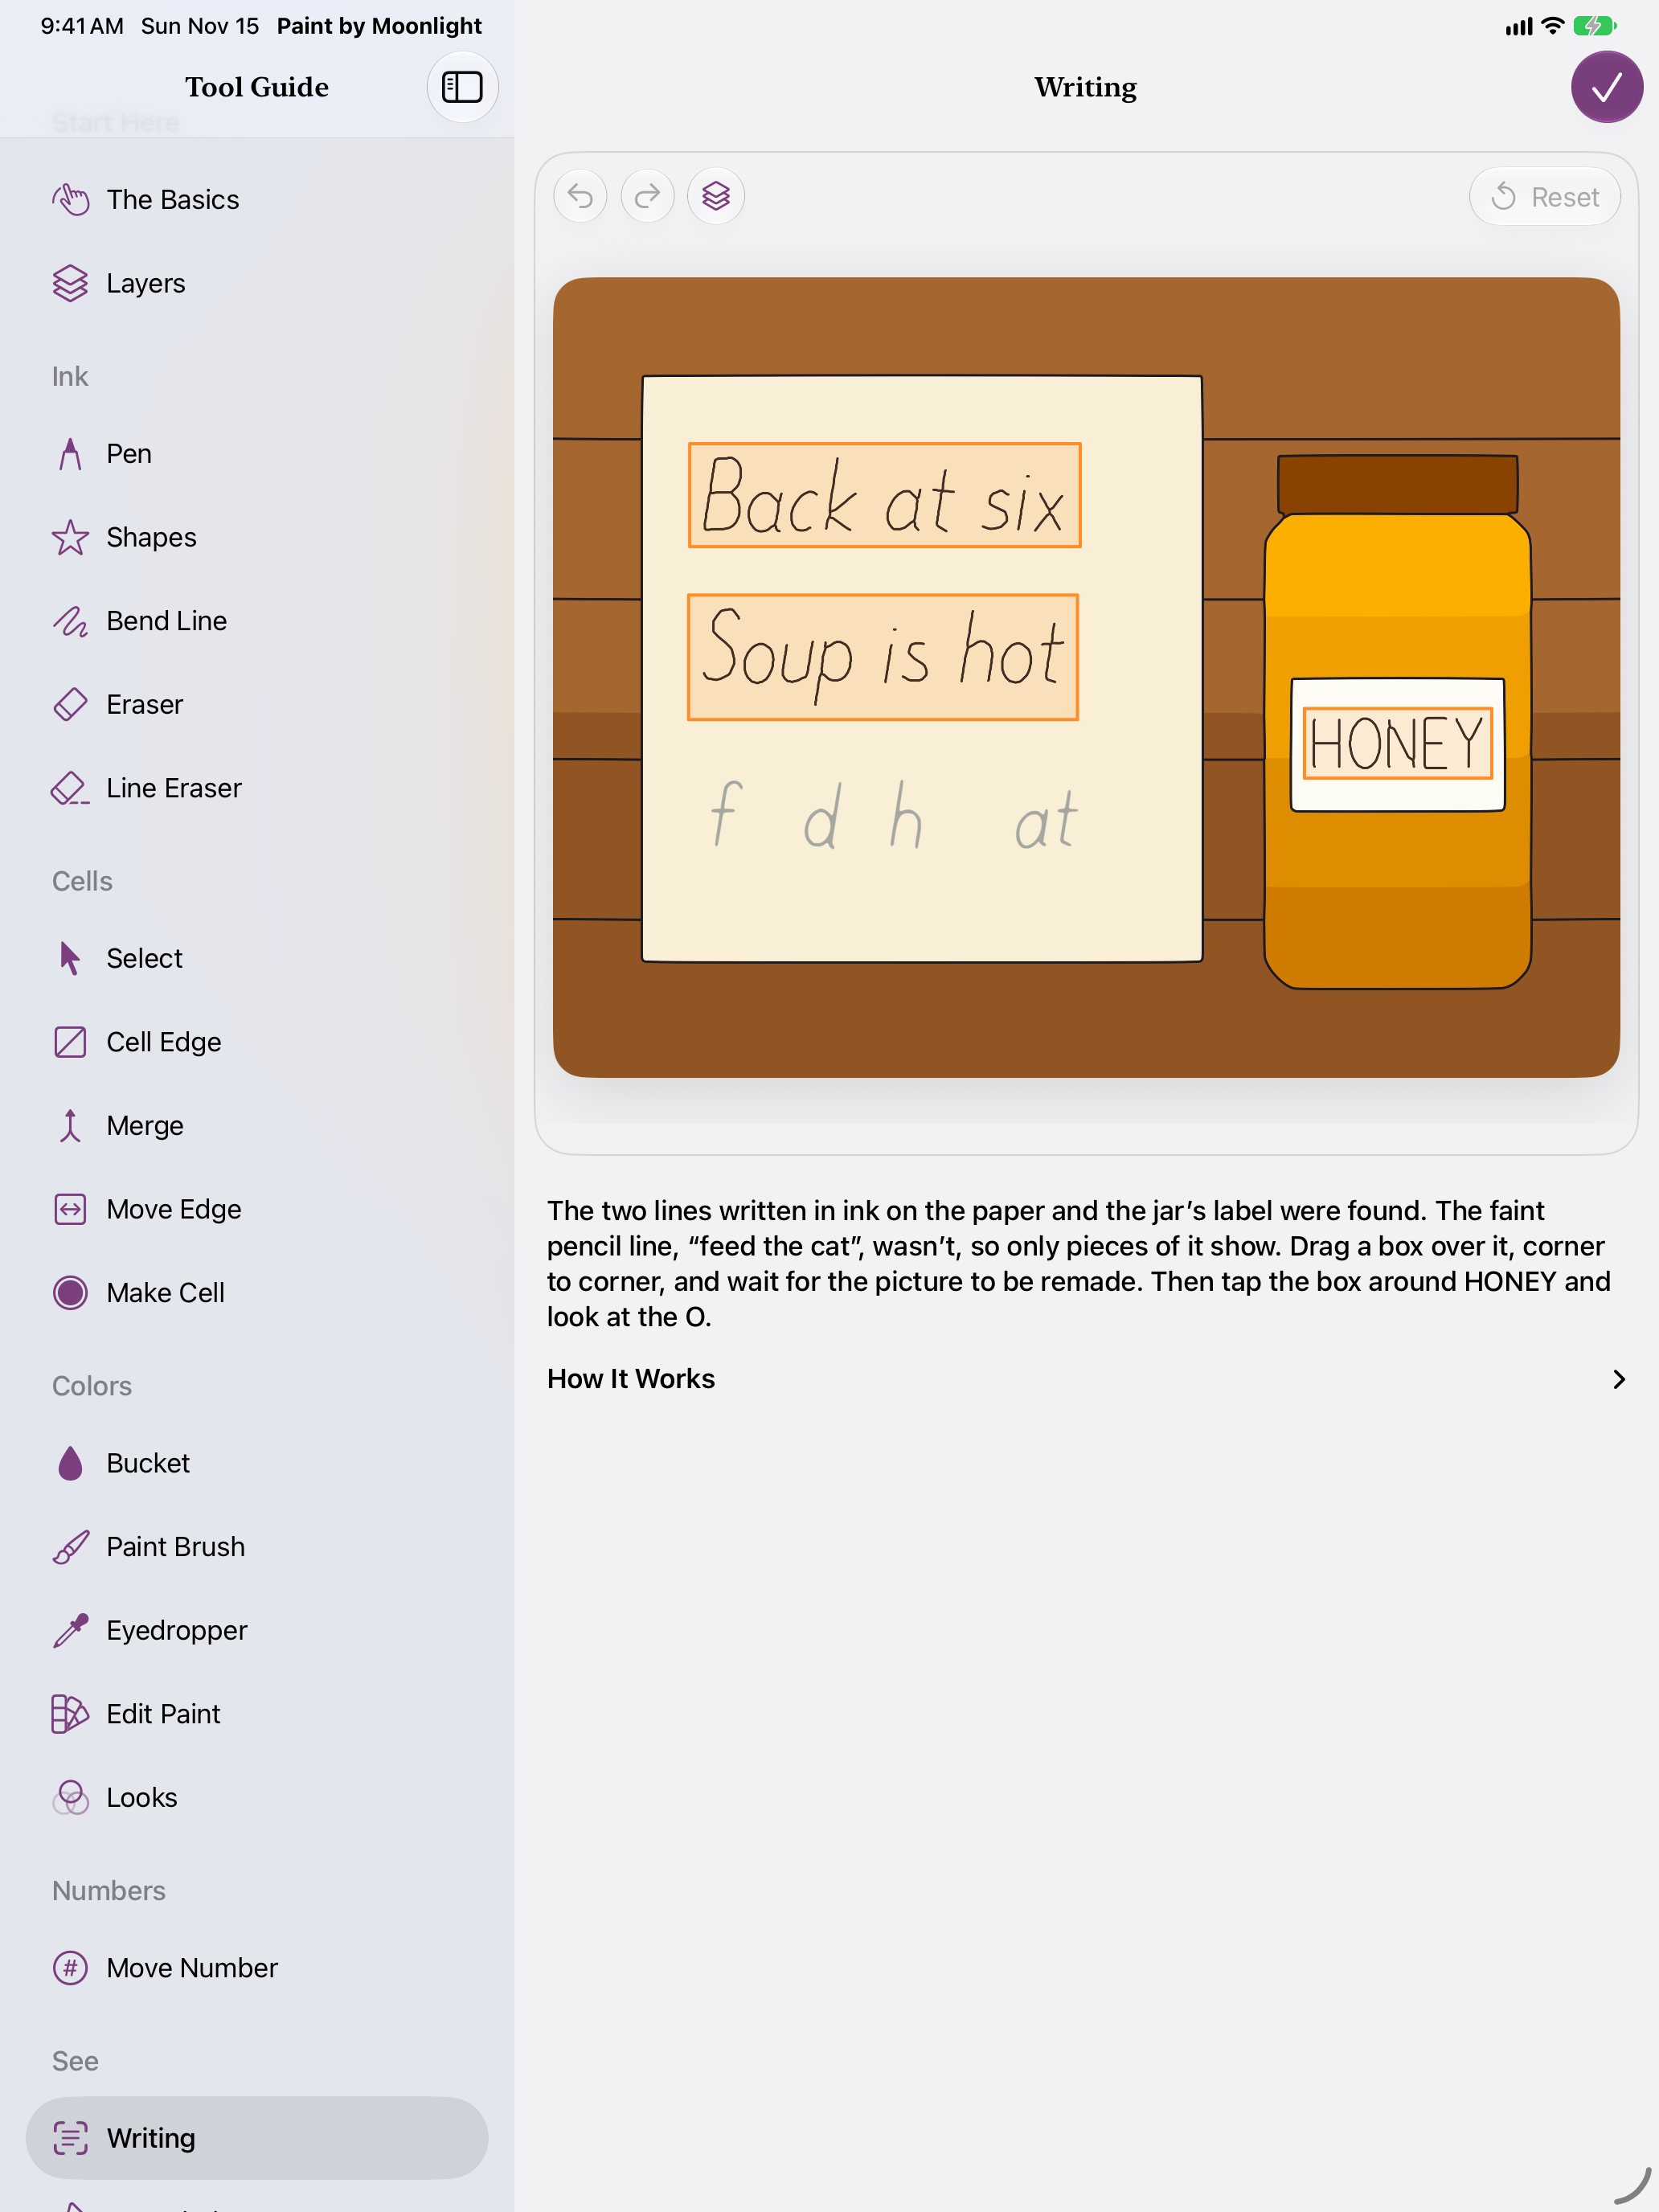 9:41 AM Sun Nov 15 Paint by Moonlight
Tool Guide
Start Here
The Basics
Layers
Ink
Pen
Shapes
Bend Line
Eraser
Line Eraser
Cells
Select
Cell Edge
Merge
Move Edge
Make Cell
Colors
Bucket
Paint Brush
Eyedropper
Edit Paint
Looks
Numbers
# Move Number
See
Writing
Writing
Reset
Back at six
Soup is hot
f d h at
HONEY
The two lines written in ink on the paper and the jar’s label were found. The faint
pencil line, “feed the cat”, wasn’t, so only pieces of it show. Drag a box over it, corner
to corner, and wait for the picture to be remade. Then tap the box around HONEY and
look at the O.
How It Works